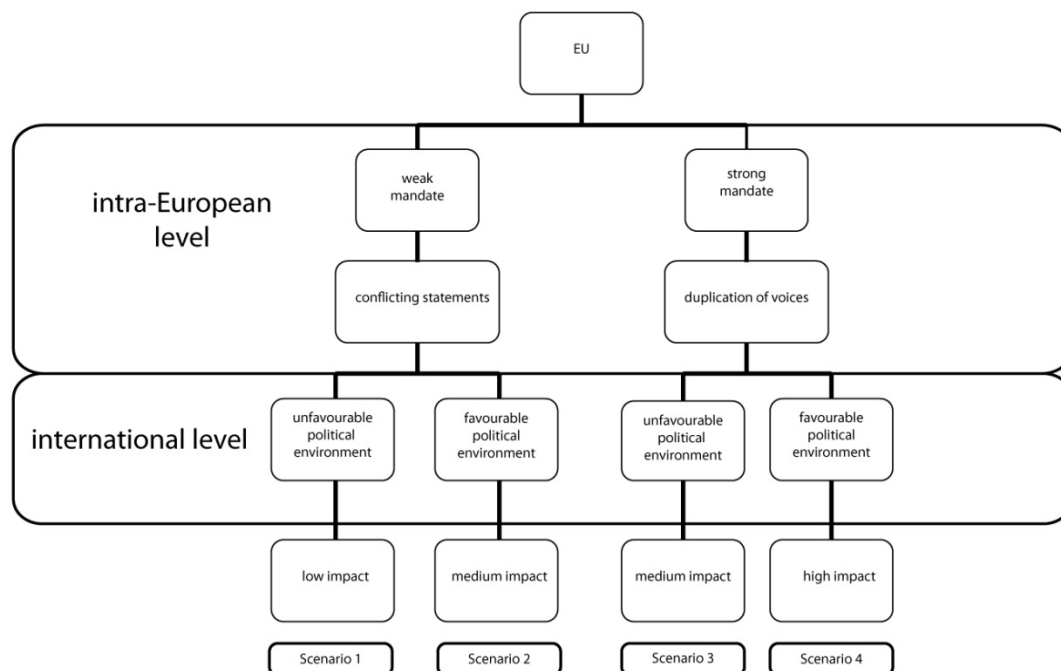 EU
intra-European
level
weak
mandate
strong
mandate
conflicting statements
duplication of voices
international level
unfavourable
political
environment
favourable
political
environment
unfavourable
political
environment
favourable
political
environment
low impact
medium impact
medium impact
high impact
Scenario 1
Scenario 2
Scenario 3
Scenario 4